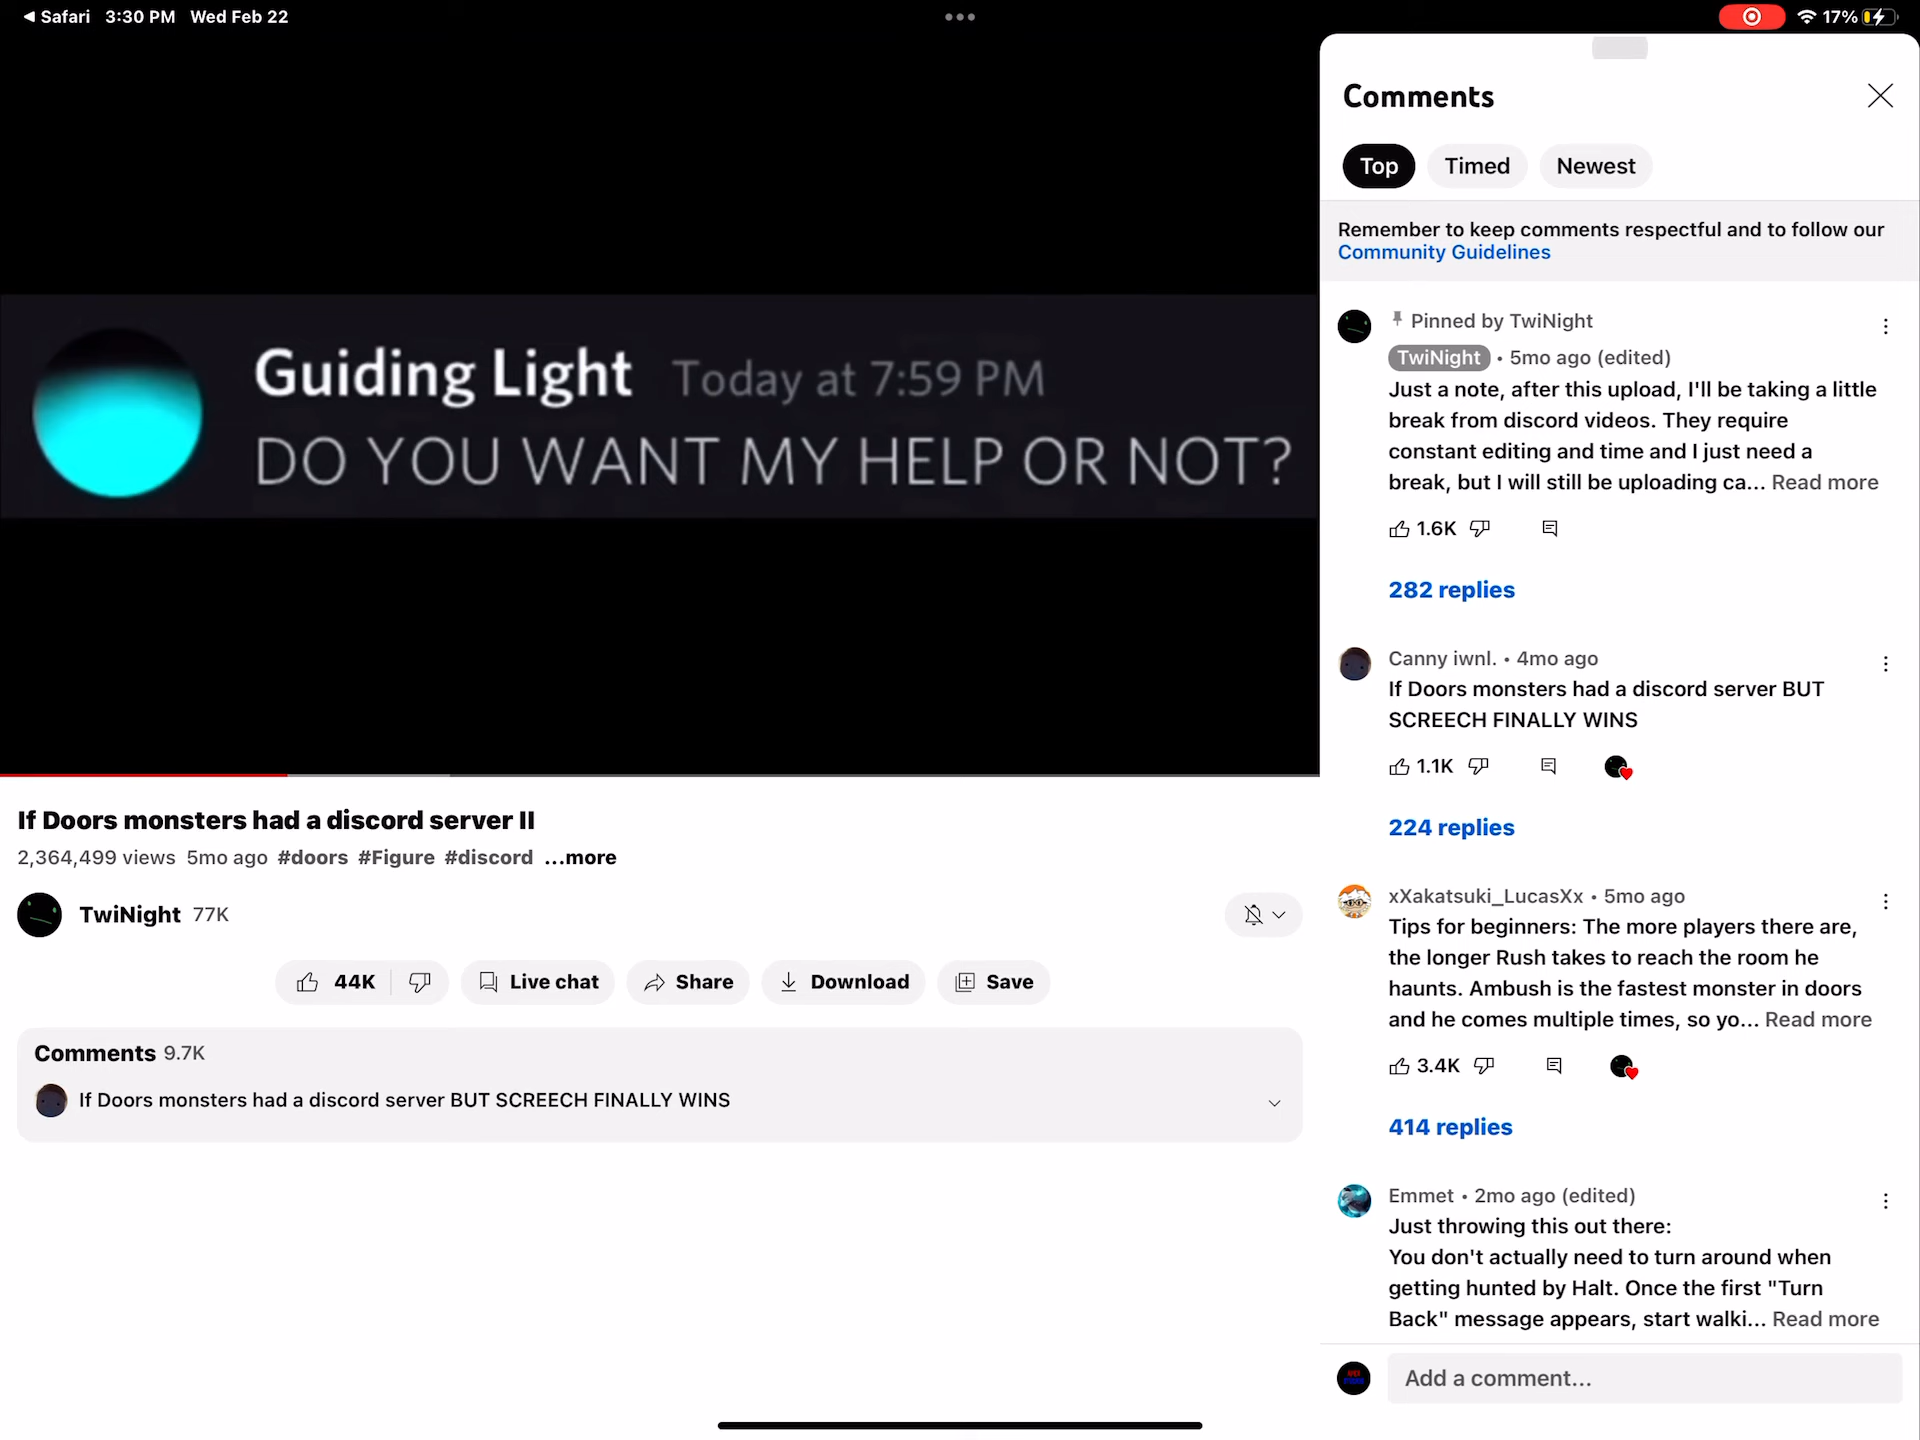 Safari 3:30 PM Wed Feb 22
17%
Guiding Light Today at 7:59 PM
DO YOU WANT MY HELP OR NOT?
If Doors monsters had a discord server II
2,364,499 views 5mo ago #doors #Figure #discord ...more
TwiNight 77K
44K Live chat Share Download Save
Comments 9.7K
If Doors monsters had a discord server BUT SCREECH FINALLY WINS
Comments
Top Timed Newest
Remember to keep comments respectful and to follow our
Community Guidelines
Pinned by TwiNight
TwiNight • 5mo ago (edited)
Just a note, after this upload, I'll be taking a little
break from discord videos. They require
constant editing and time and I just need a
break, but I will still be uploading ca... Read more
1.6K
282 replies
Canny iwnl. • 4mo ago
If Doors monsters had a discord server BUT
SCREECH FINALLY WINS
1.1K
224 replies
xXakatsuki_LucasXx • 5mo ago
Tips for beginners: The more players there are,
the longer Rush takes to reach the room he
haunts. Ambush is the fastest monster in doors
and he comes multiple times, so yo... Read more
3.4K
414 replies
Emmet • 2mo ago (edited)
Just throwing this out there:
You don't actually need to turn around when
getting hunted by Halt. Once the first "Turn
Back" message appears, start walki... Read more
Add a comment...